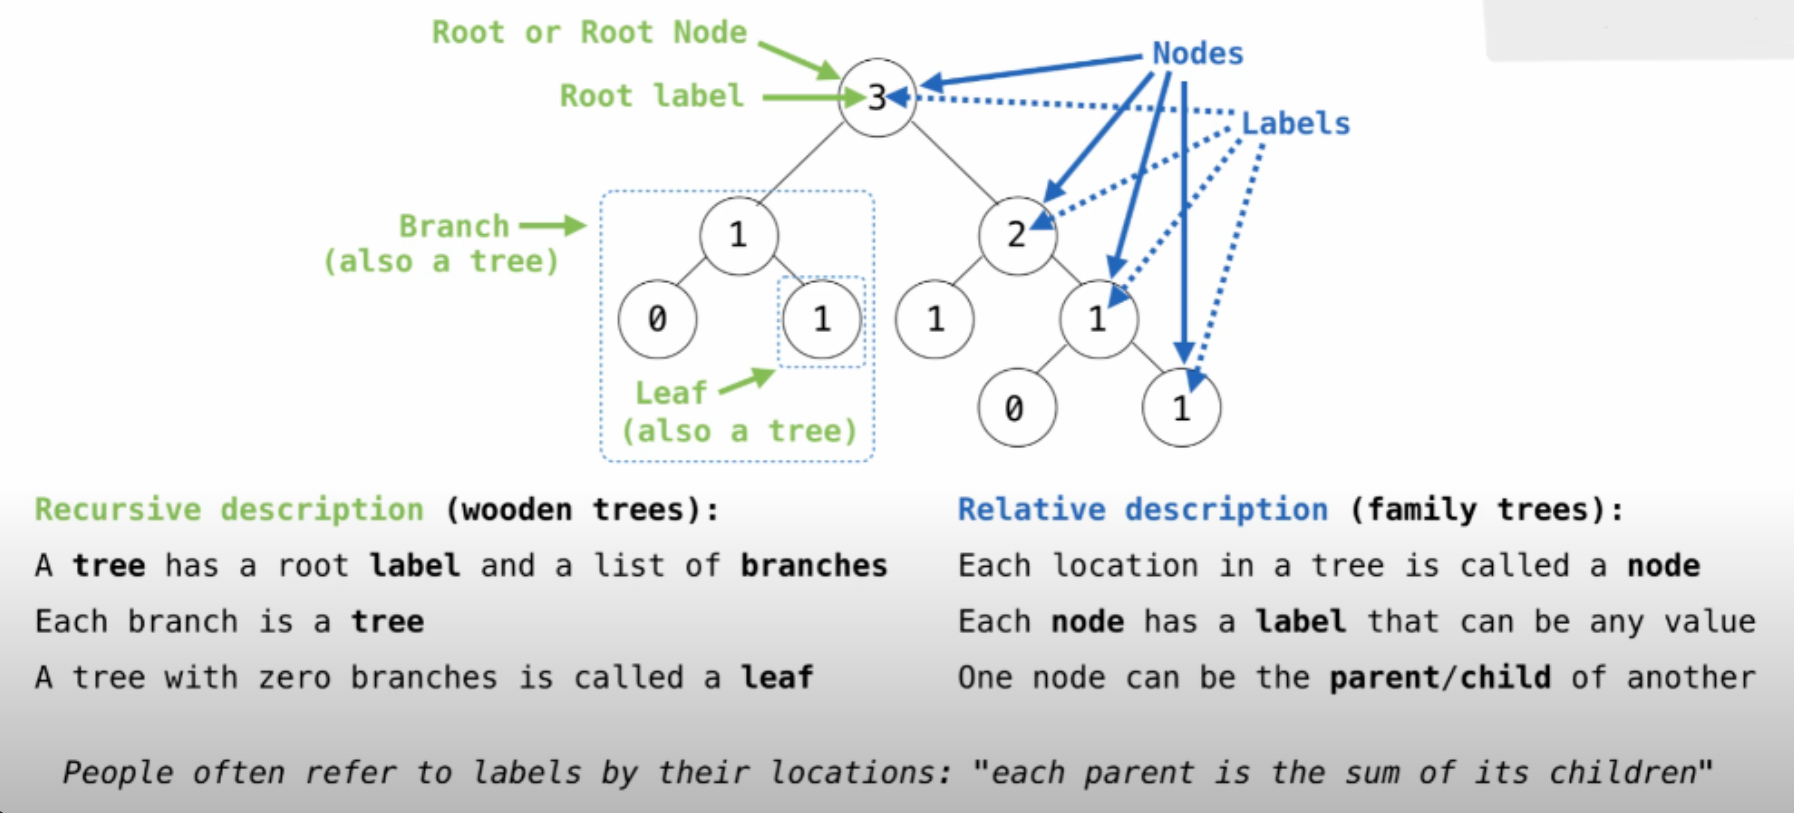 Root or Root Node
Nodes
Root label
3
Labels
Branch
(also a tree)
1
2
0
1
1
1
Leaf
(also a tree)
0
1
Recursive description (wooden trees):
A tree has a root label and a list of branches
Each branch is a tree
A tree with zero branches is called a leaf
Relative description (family trees):
Each location in a tree is called a node
Each node has a label that can be any value
One node can be the parent/child of another
People often refer to labels by their locations: "each parent is the sum of its children"